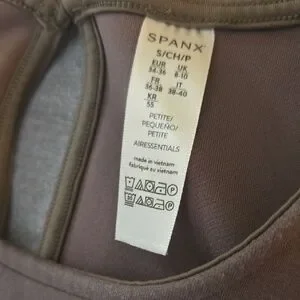 SPANX®
S/CH/P
EUR UK
34-36 8-10
FR IT
36-38 38-40
KR
55
PETITE/
PEQUEÑO/
PETITE
AIRESSENTIALS
made in vietnam
fabriqué au vietnam
P
30 P